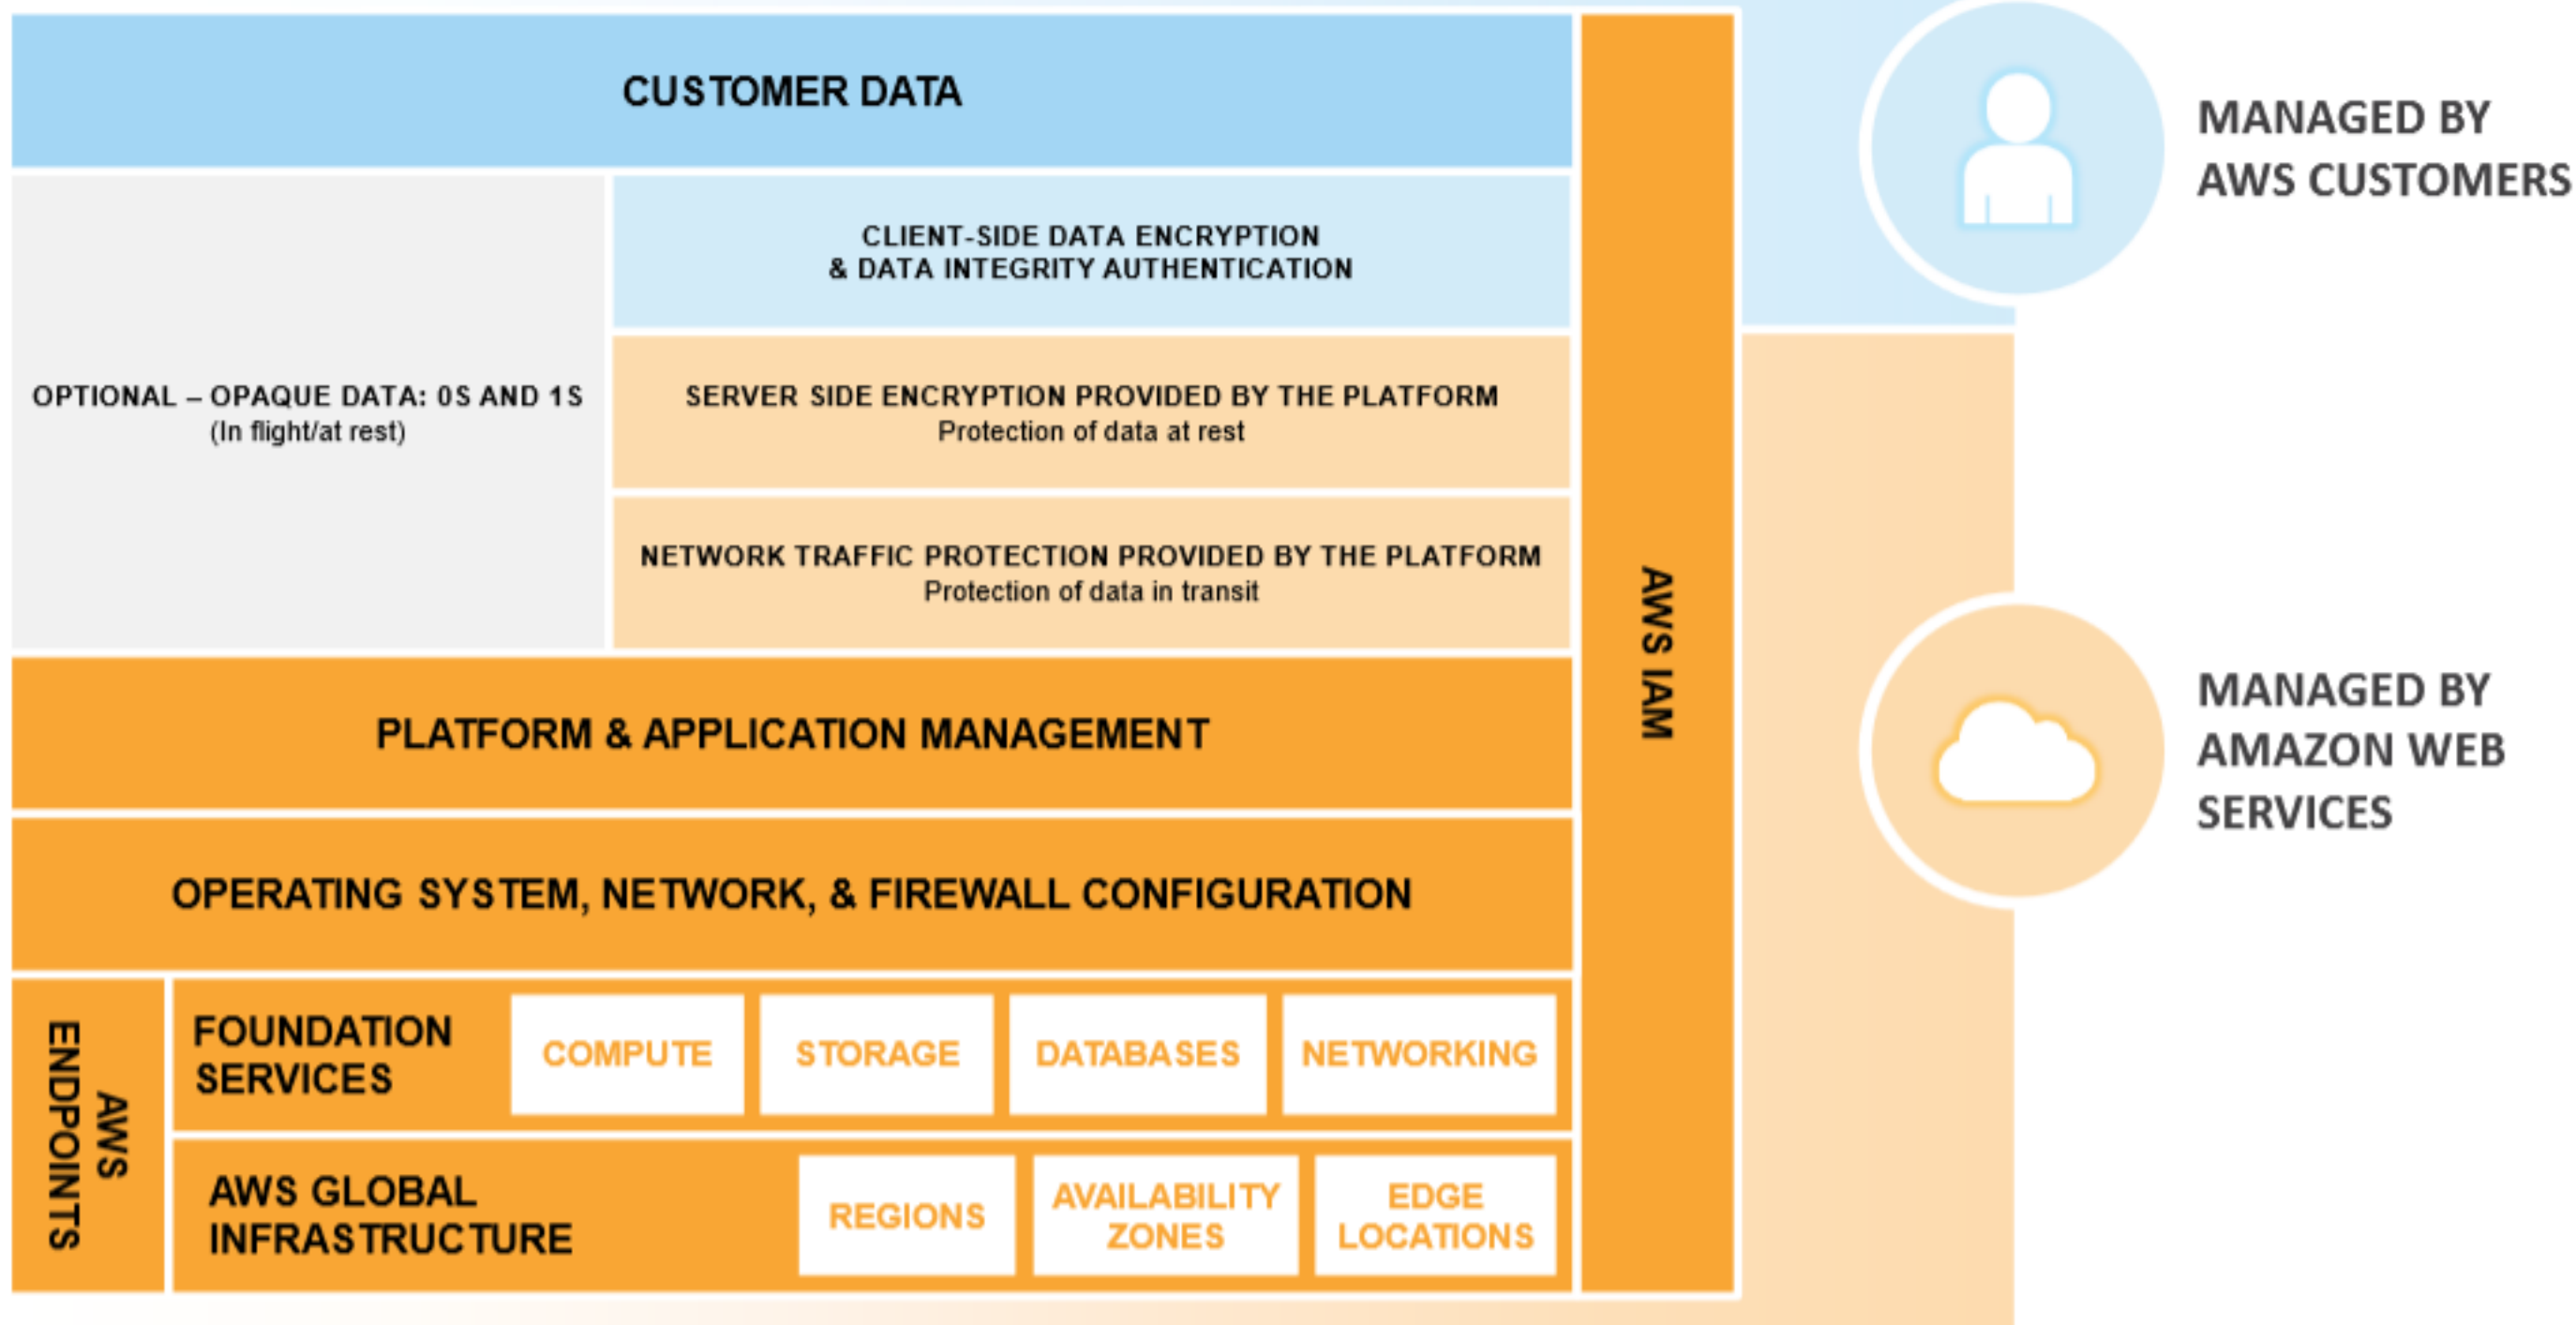 CUSTOMER DATA
MANAGED BY
AWS CUSTOMERS
CLIENT-SIDE DATA ENCRYPTION
& DATA INTEGRITY AUTHENTICATION
OPTIONAL – OPAQUE DATA: 0S AND 1S
(In flight/at rest)
SERVER SIDE ENCRYPTION PROVIDED BY THE PLATFORM
Protection of data at rest
NETWORK TRAFFIC PROTECTION PROVIDED BY THE PLATFORM
Protection of data in transit
AWS IAM
MANAGED BY
AMAZON WEB
SERVICES
PLATFORM & APPLICATION MANAGEMENT
OPERATING SYSTEM, NETWORK, & FIREWALL CONFIGURATION
AWS
ENDPOINTS
FOUNDATION
SERVICES
COMPUTE
STORAGE
DATABASES
NETWORKING
AWS GLOBAL
INFRASTRUCTURE
REGIONS
AVAILABILITY
ZONES
EDGE
LOCATIONS